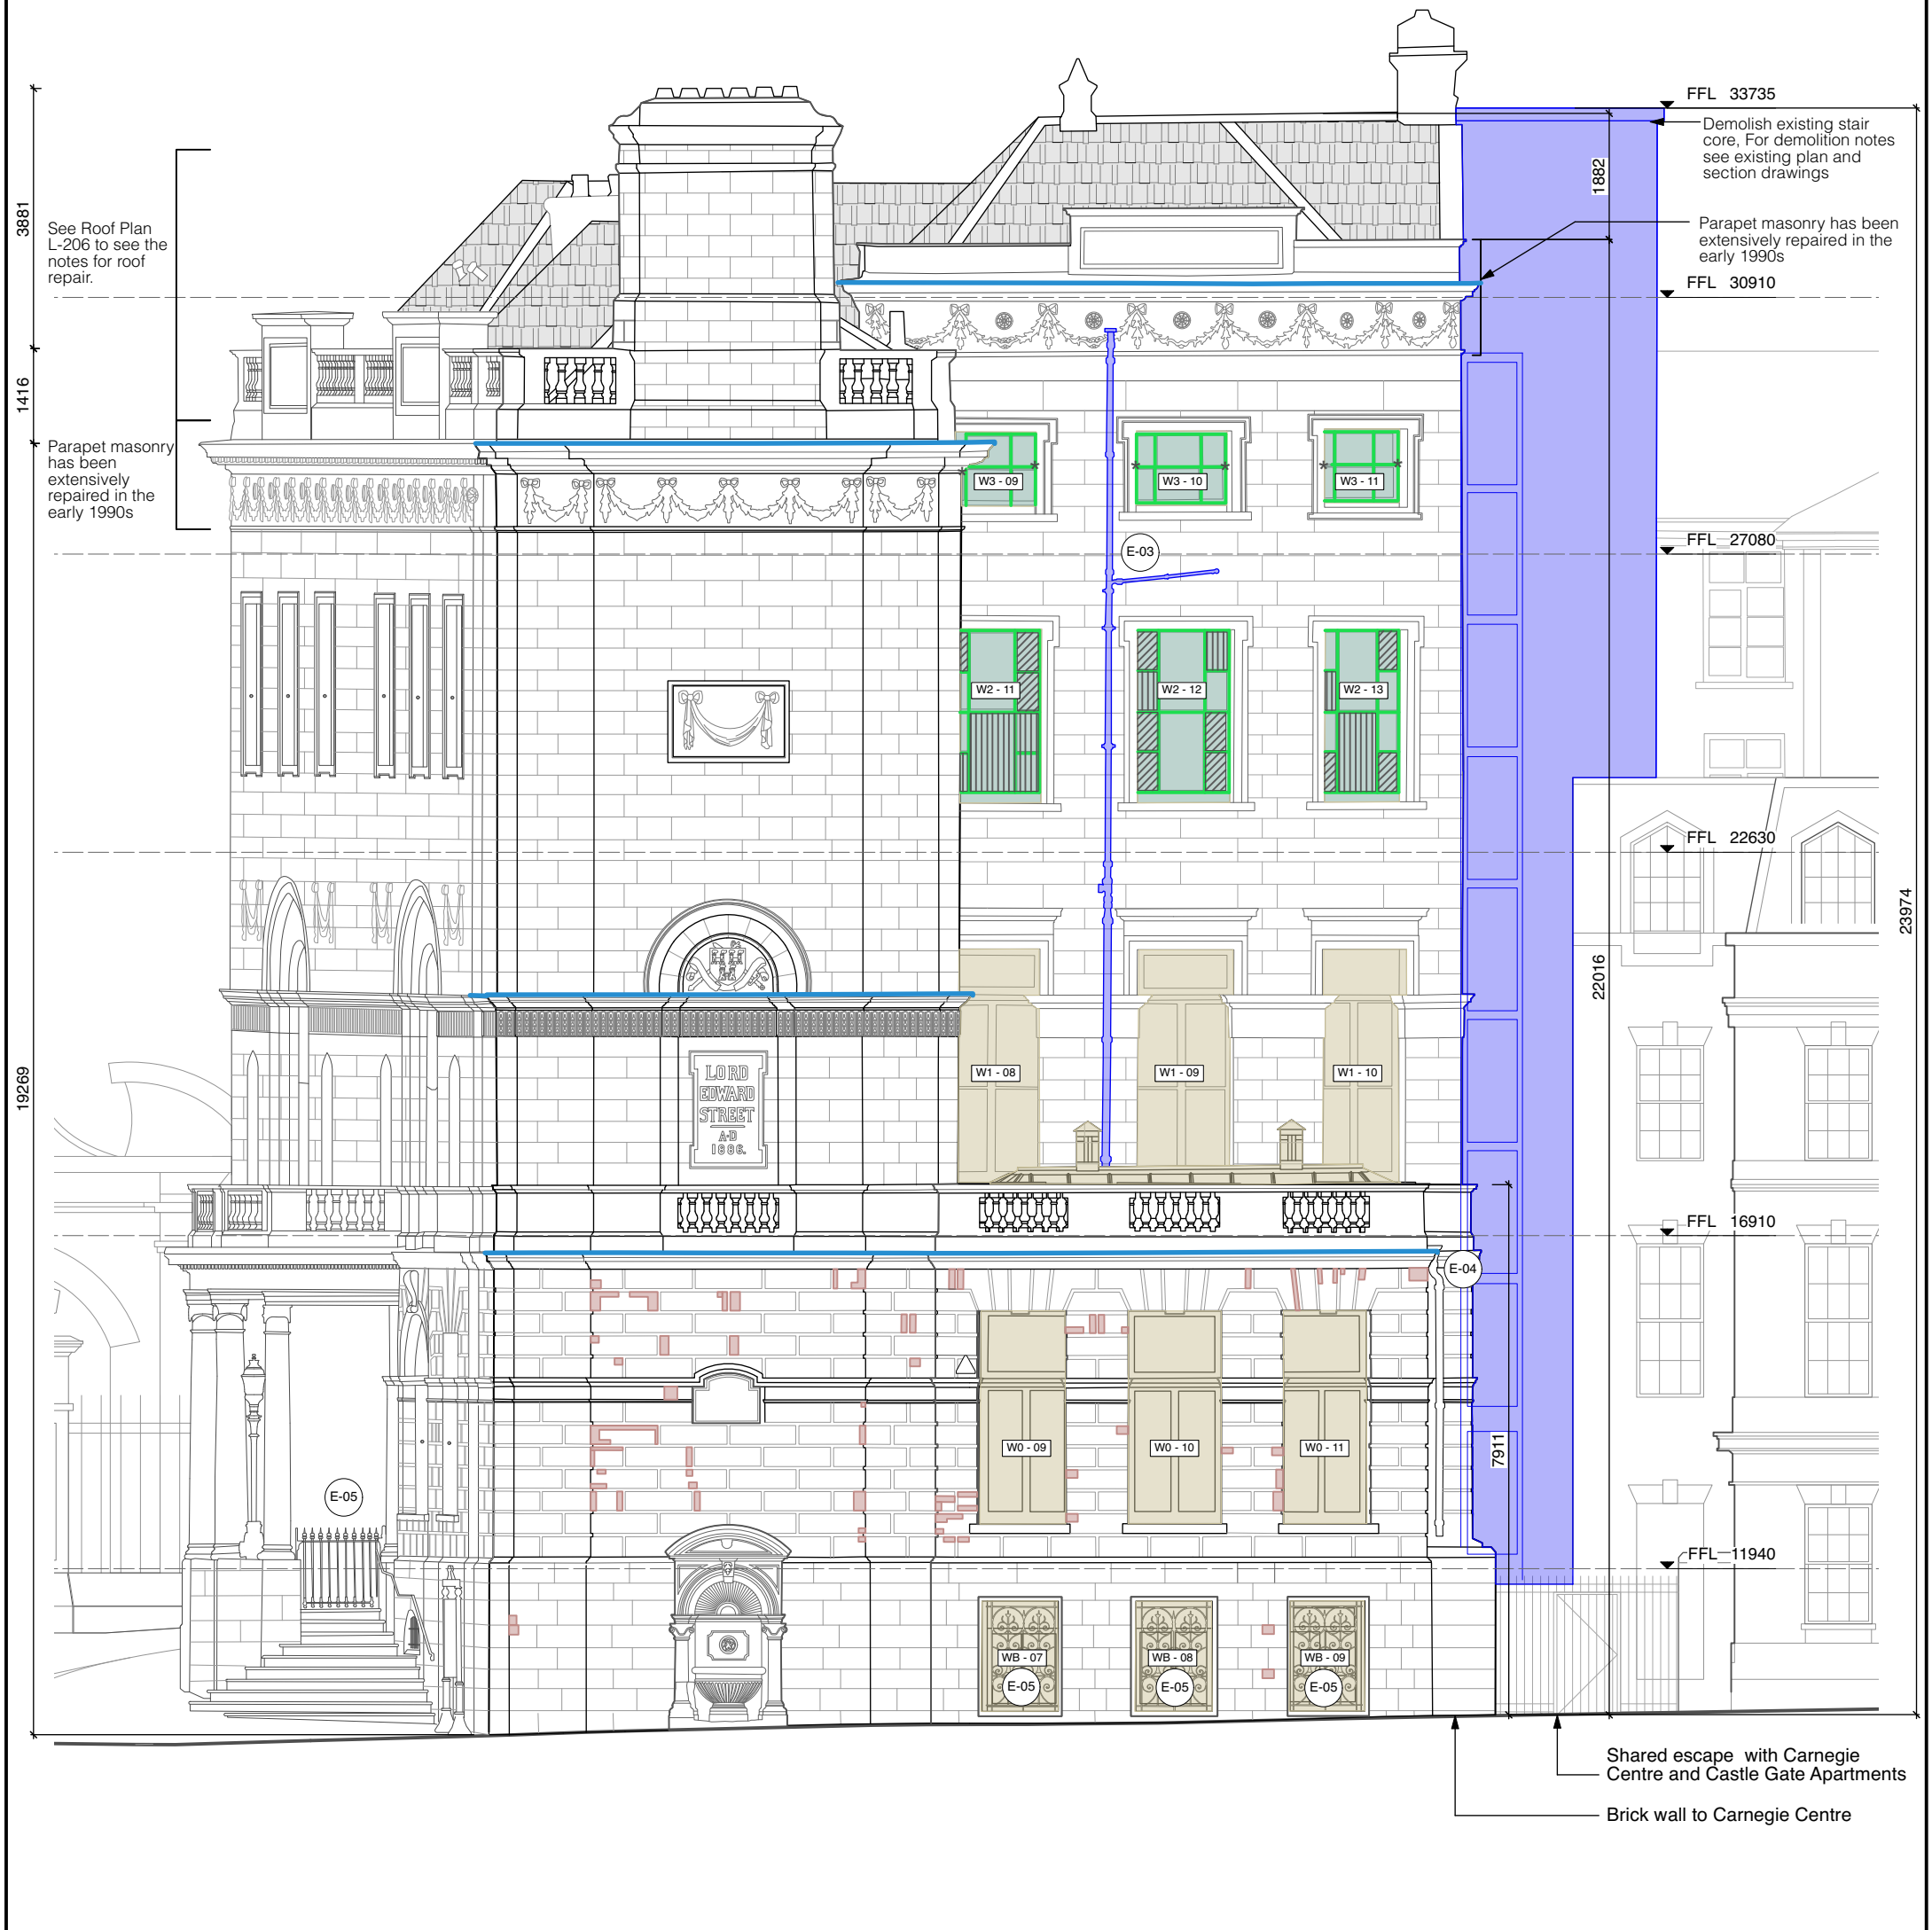 FFL 33735
Demolish existing stair
core, For demolition notes
see existing plan and
section drawings
1882
3881
See Roof Plan
L-206 to see the
notes for roof
repair.
Parapet masonry has been
extensively repaired in the
early 1990s
FFL 30910
1416
Parapet masonry
has been
extensively
repaired in the
early 1990s
W3 - 09
W3 - 10
W3 - 11
E-03
FFL 27080
W2 - 11
W2 - 12
W2 - 13
FFL 22630
23974
22016
19269
W1 - 08
W1 - 09
W1 - 10
LORD
EDWARD
STREET
A·D
1886.
FFL 16910
E-04
7911
W0 - 09
W0 - 10
W0 - 11
E-05
FFL 11940
WB - 07
WB - 08
WB - 09
E-05
E-05
E-05
Shared escape with Carnegie
Centre and Castle Gate Apartments
Brick wall to Carnegie Centre